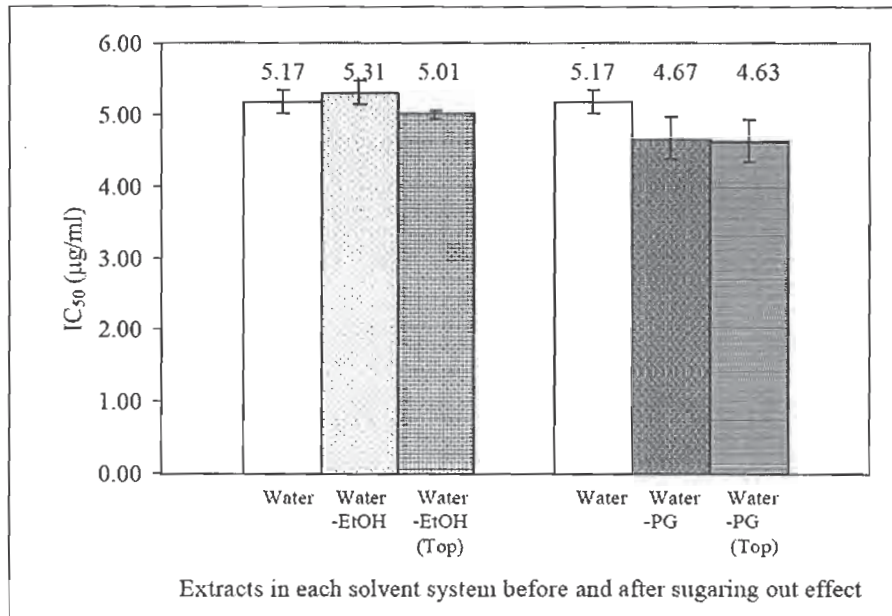 6.00
5.17 5.31 5.01 5.17 4.67 4.63
5.00
4.00
3.00
2.00
1.00
0.00
IC50 (µg/ml)
Water Water Water Water Water Water
-EtOH -EtOH -PG -PG
(Top) (Top)
Extracts in each solvent system before and after sugaring out effect